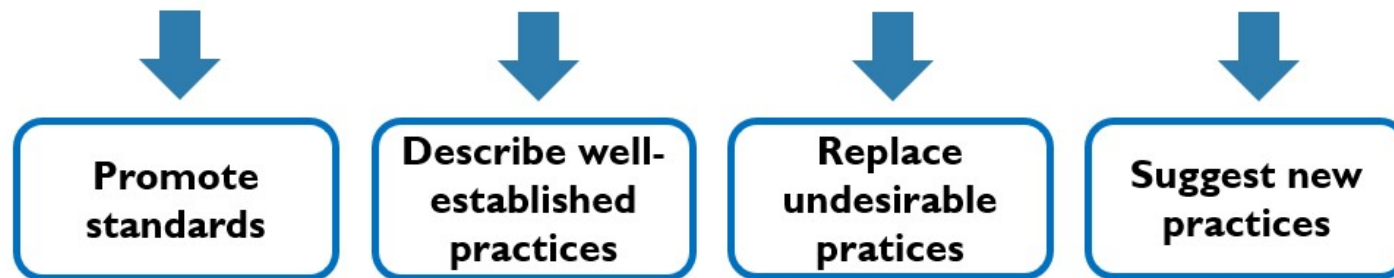 Promote
standards
Describe well-
established
practices
Replace
undesirable
pratices
Suggest new
practices